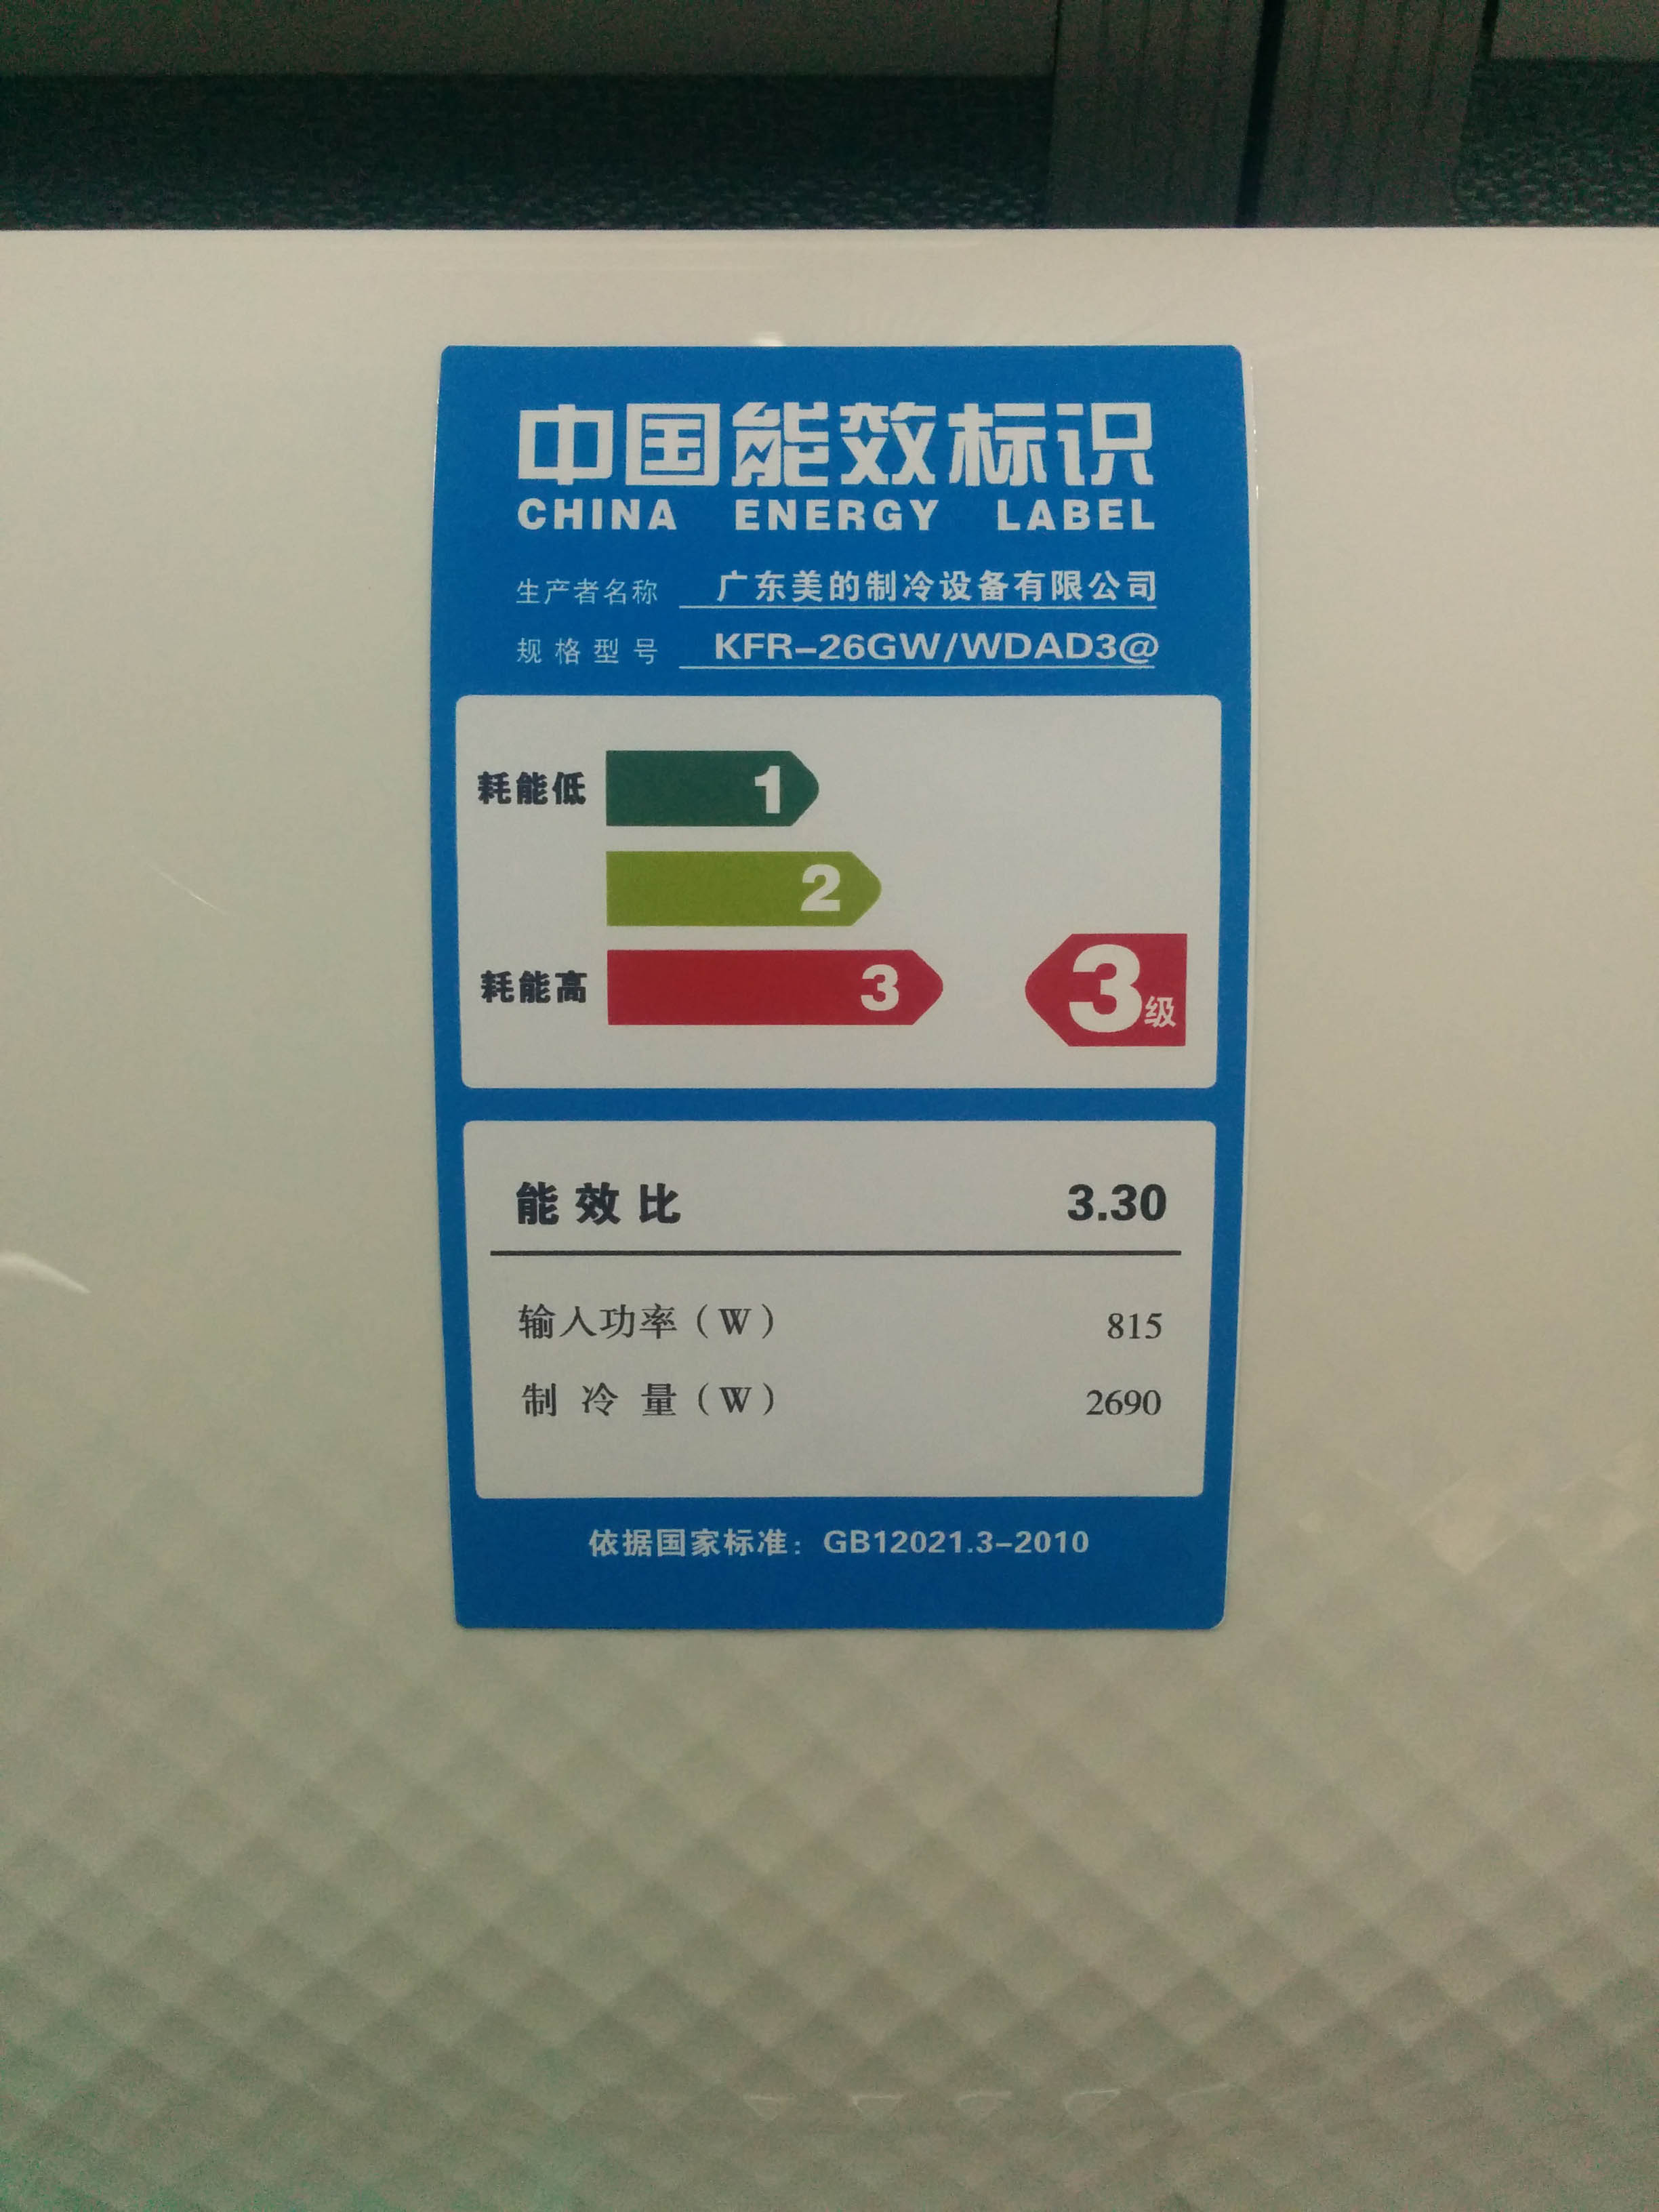 中国能效标识
CHINA ENERGY LABEL
生产者名称 广东美的制冷设备有限公司
规格型号 KFR-26GW/WDAD3@
耗能低 1
2
耗能高 3 3级
能效比 3.30
输入功率（W） 815
制冷量（W） 2690
依据国家标准：GB12021.3-2010